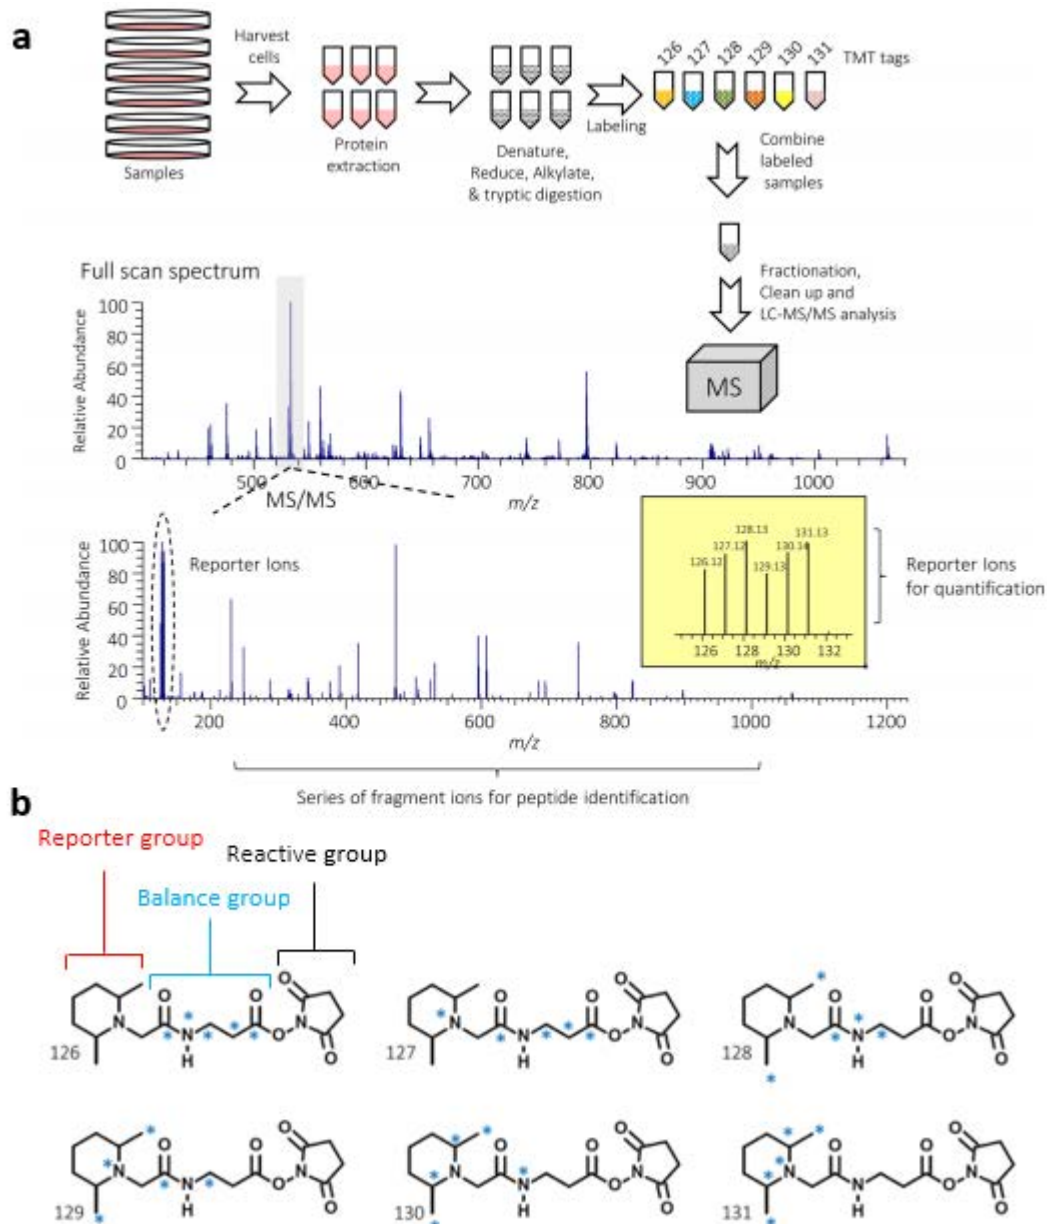 a
Harvest
cells
126 127 128 129 130 131
TMT tags
Labeling
Samples
Protein
extraction
Denature,
Reduce, Alkylate,
& tryptic digestion
Combine
labeled
samples
Fractionation,
Clean up and
LC-MS/MS analysis
MS
Full scan spectrum
Relative Abundance
100
80
60
40
20
0
500 600 700 800 900 1000
m/z
MS/MS
Reporter Ions
Relative Abundance
100
80
60
40
20
0
200 400 600 800 1000 1200
m/z
126.12
127.12
128.13
129.13
130.14
131.13
126 128 130 132
m/z
Reporter Ions
for quantification
Series of fragment ions for peptide identification
b
Reporter group
Reactive group
Balance group
O O O
N N O N
* * * * *
H O
126
O O O
N N O N
* * * * *
H O
127
O O O
N N O N
* * * * *
H O
128
O O O
N N O N
* * * * *
H O
129
O O O
N N O N
* * * * *
H O
130
O O O
N N O N
* * * * *
H O
131